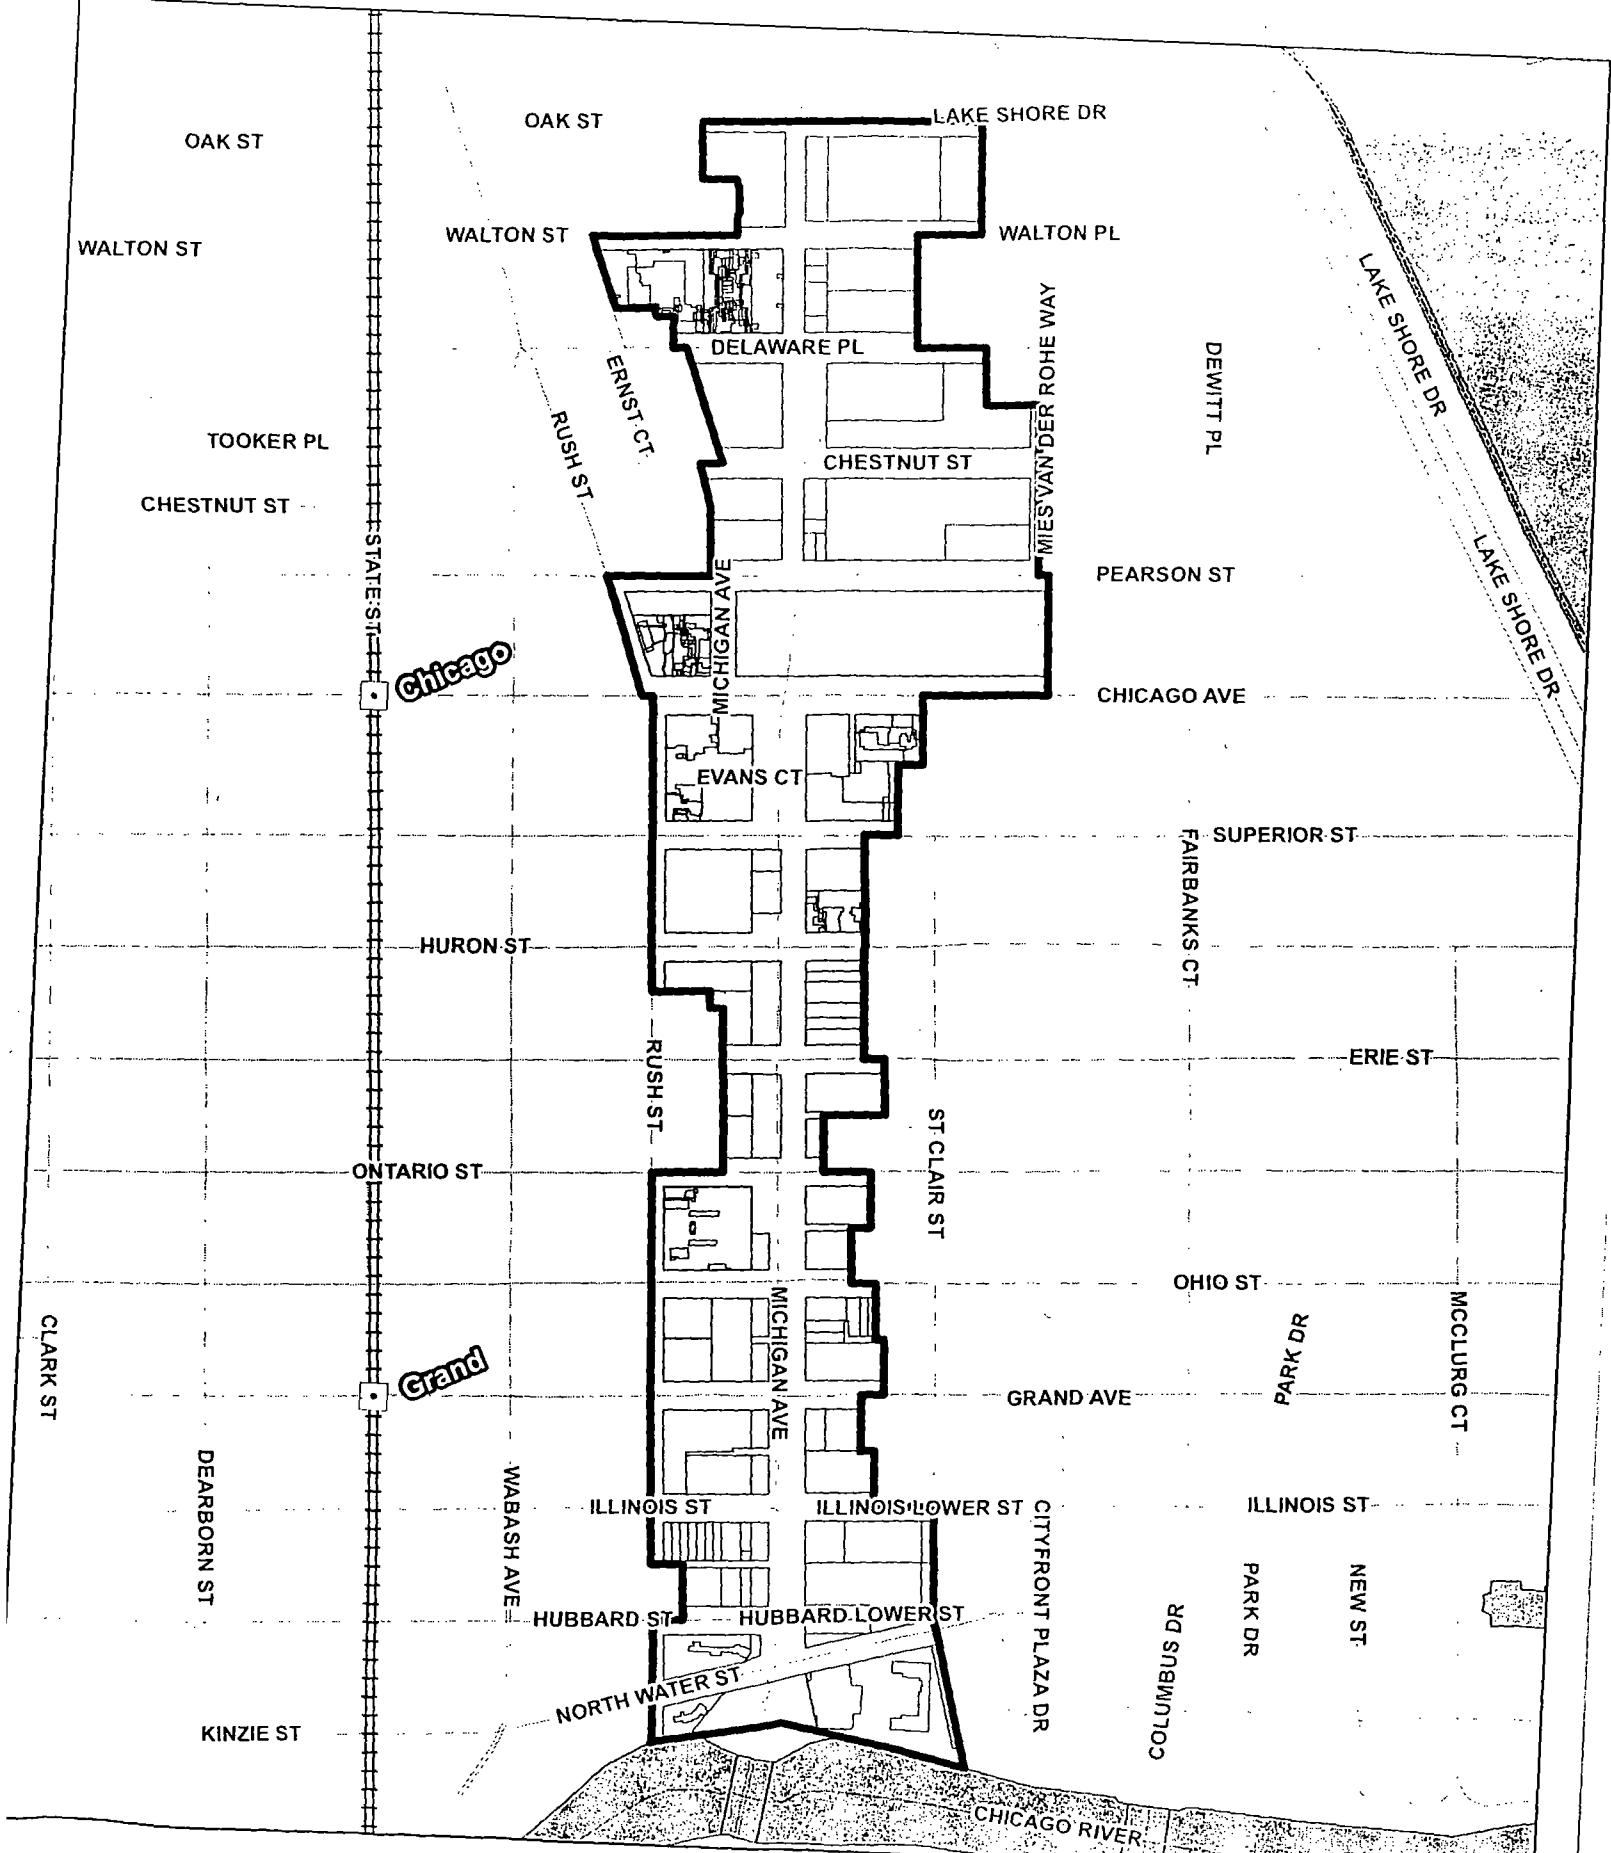 LAKE SHORE DR
OAK ST
OAK ST
WALTON ST
WALTON ST
WALTON PL
LAKE SHORE DR
DELAWARE PL
MIES VAN DER ROHE WAY
DEWITT PL
ERNST CT
RUSH ST
TOOKER PL
CHESTNUT ST
CHESTNUT ST
STATE ST
LAKE SHORE DR
PEARSON ST
MICHIGAN AVE
Chicago
CHICAGO AVE
EVANS CT
SUPERIOR ST
FAIRBANKS CT
HURON ST
RUSH ST
ERIE ST
ST CLAIR ST
ONTARIO ST
OHIO ST
MICHIGAN AVE
CLARK ST
PARK DR
MCCLURG CT
Grand
GRAND AVE
DEARBORN ST
WABASH AVE
ILLINOIS ST
ILLINOIS LOWER ST
CITYFRONT PLAZA DR
ILLINOIS ST
PARK DR
NEW ST
HUBBARD ST
HUBBARD LOWER ST
COLUMBUS DR
NORTH WATER ST
KINZIE ST
CHICAGO RIVER